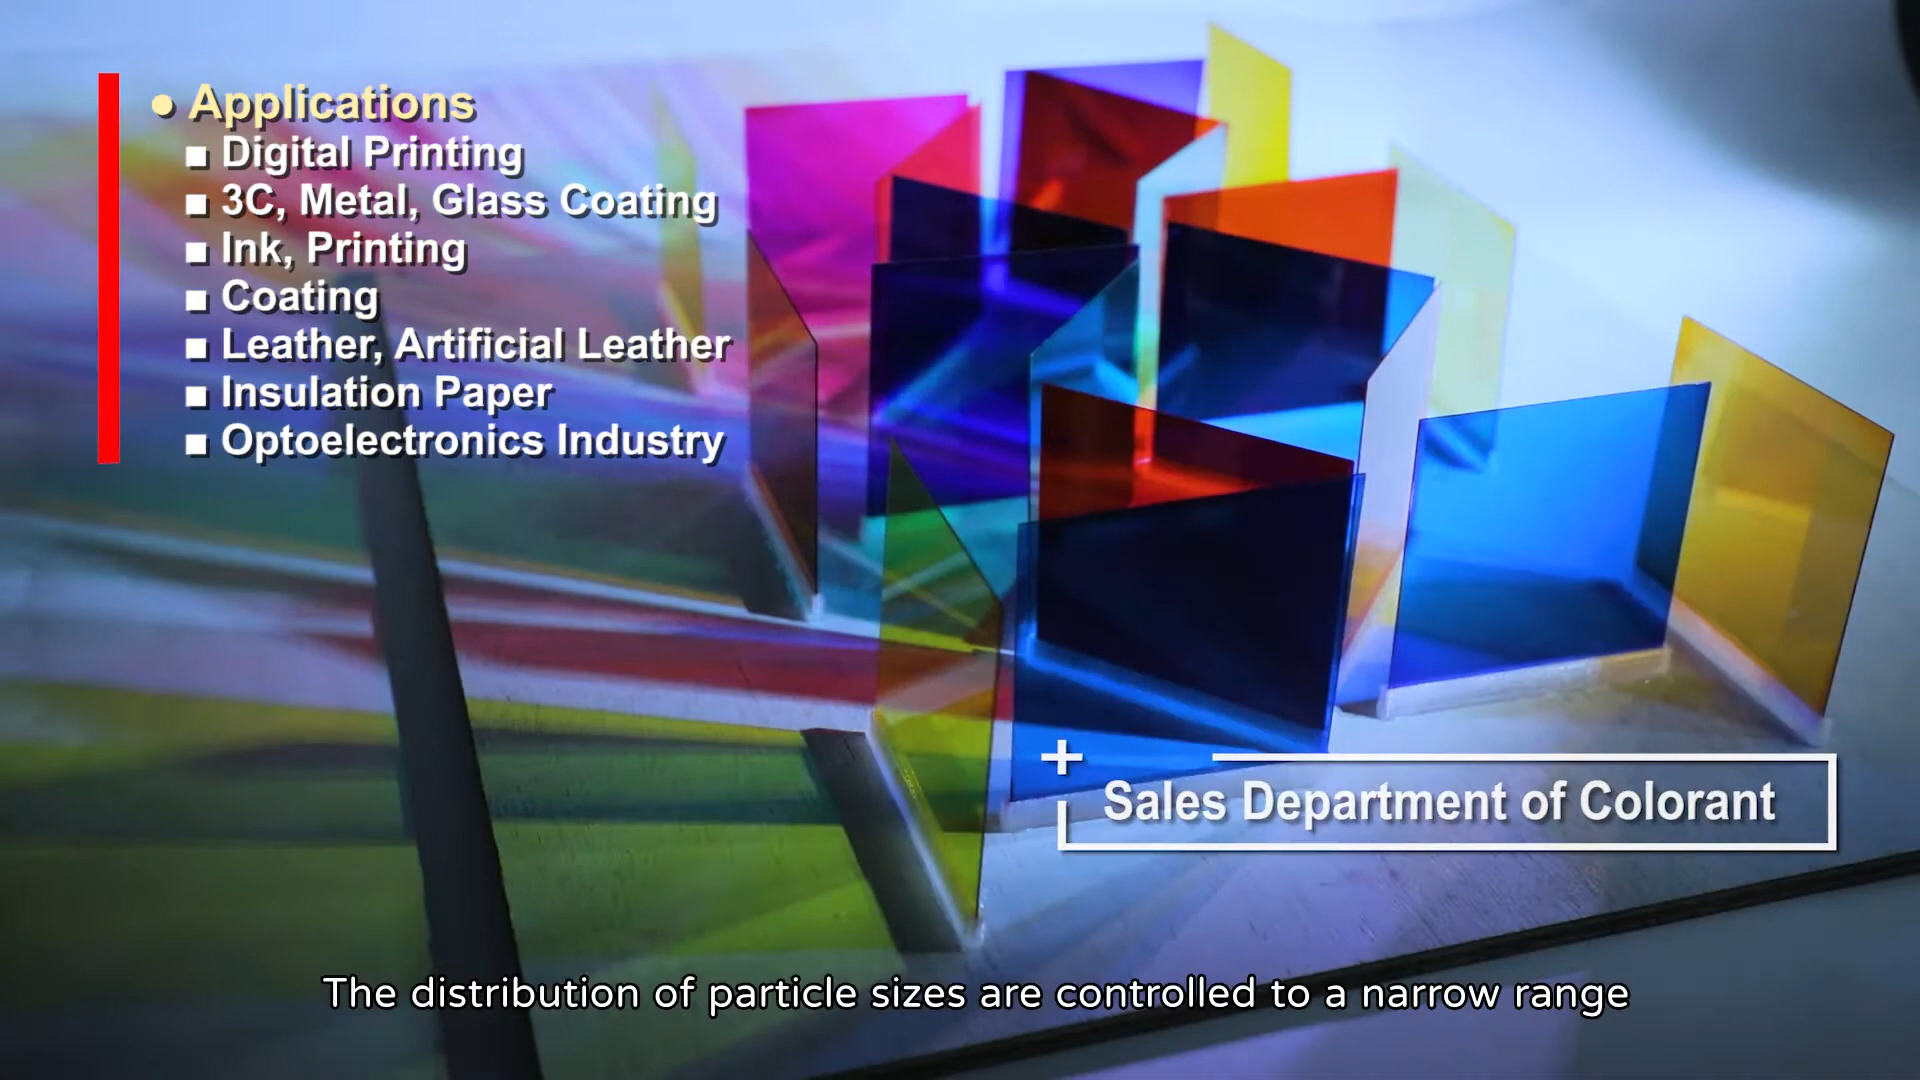 ● Applications
■ Digital Printing
■ 3C, Metal, Glass Coating
■ Ink, Printing
■ Coating
■ Leather, Artificial Leather
■ Insulation Paper
■ Optoelectronics Industry
Sales Department of Colorant
The distribution of particle sizes are controlled to a narrow range